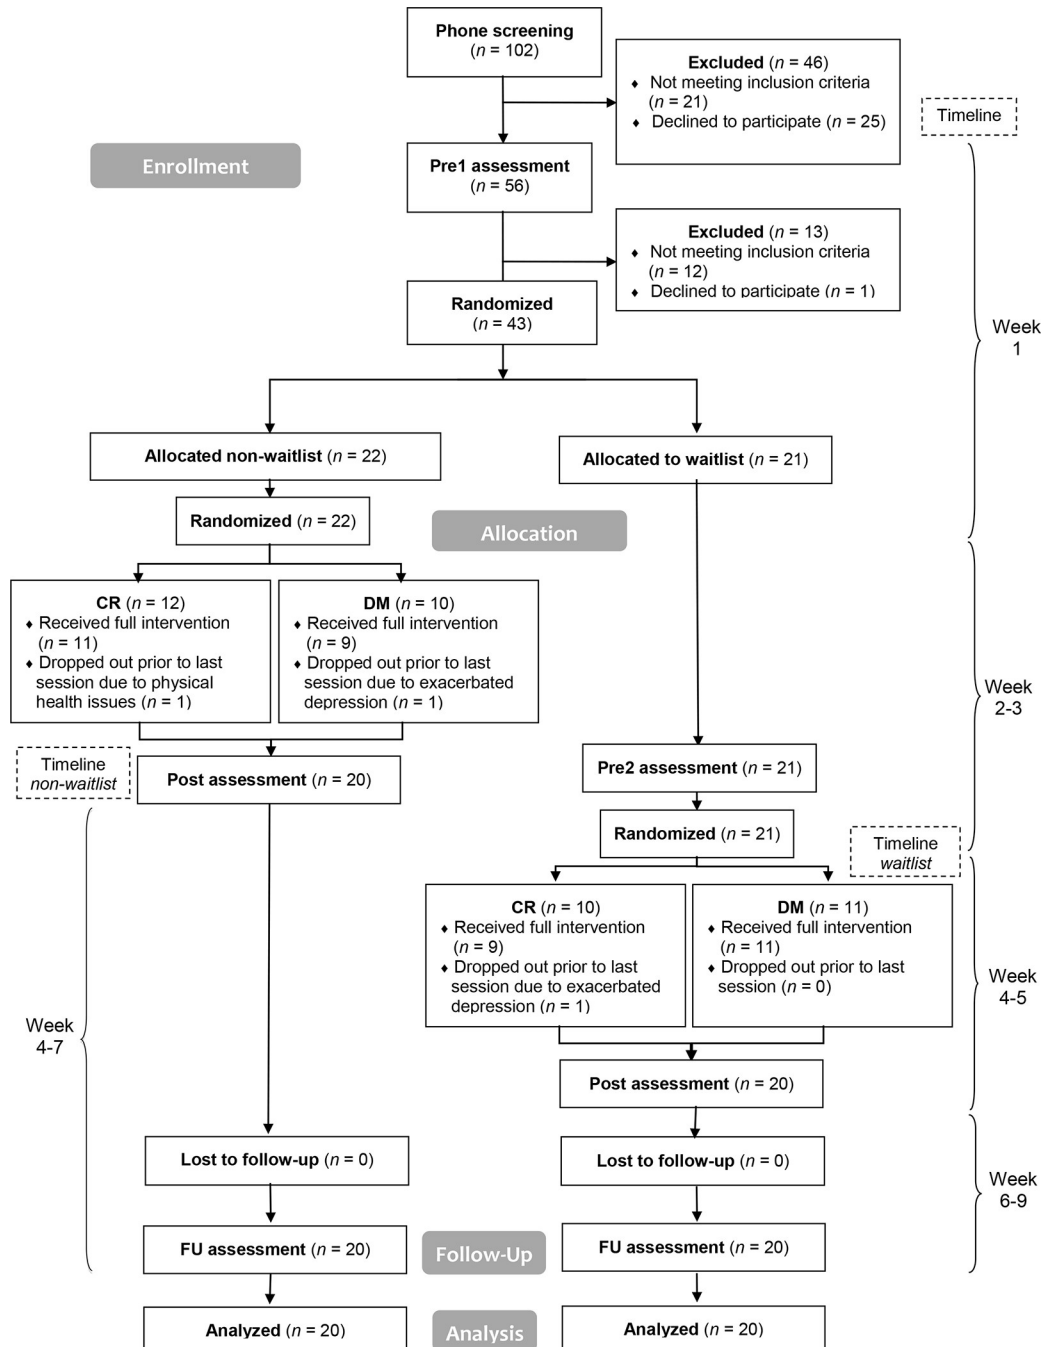 Phone screening
(n = 102)
Excluded (n = 46)
♦ Not meeting inclusion criteria
(n = 21)
♦ Declined to participate (n = 25)
Timeline
Enrollment
Pre1 assessment
(n = 56)
Excluded (n = 13)
♦ Not meeting inclusion criteria
(n = 12)
♦ Declined to participate (n = 1)
Randomized
(n = 43)
Week
1
Allocated non-waitlist (n = 22)
Allocated to waitlist (n = 21)
Randomized (n = 22)
Allocation
CR (n = 12)
♦ Received full intervention
(n = 11)
♦ Dropped out prior to last
session due to physical
health issues (n = 1)
DM (n = 10)
♦ Received full intervention
(n = 9)
♦ Dropped out prior to last
session due to exacerbated
depression (n = 1)
Week
2-3
Timeline
non-waitlist
Post assessment (n = 20)
Pre2 assessment (n = 21)
Randomized (n = 21)
Timeline
waitlist
CR (n = 10)
♦ Received full intervention
(n = 9)
♦ Dropped out prior to last
session due to exacerbated
depression (n = 1)
DM (n = 11)
♦ Received full intervention
(n = 11)
♦ Dropped out prior to last
session (n = 0)
Week
4-5
Week
4-7
Post assessment (n = 20)
Lost to follow-up (n = 0)
Lost to follow-up (n = 0)
Week
6-9
FU assessment (n = 20)
Follow-Up
FU assessment (n = 20)
Analyzed (n = 20)
Analysis
Analyzed (n = 20)